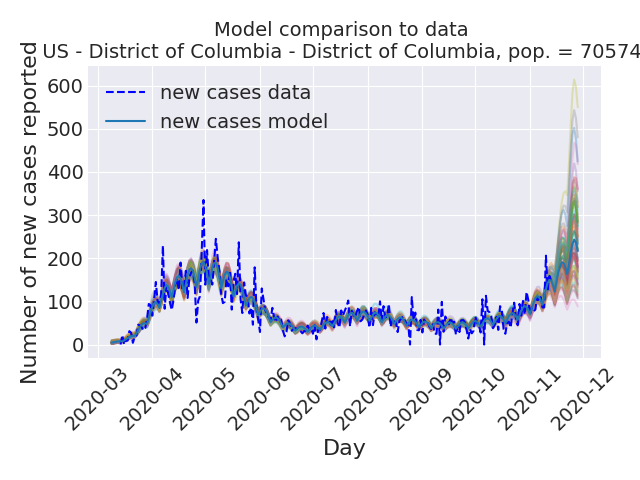 Model comparison to data
US - District of Columbia - District of Columbia, pop. = 70574
Number of new cases reported
new cases data
new cases model
600
500
400
300
200
100
0
2020-03
2020-04
2020-05
2020-06
2020-07
2020-08
2020-09
2020-10
2020-11
2020-12
Day